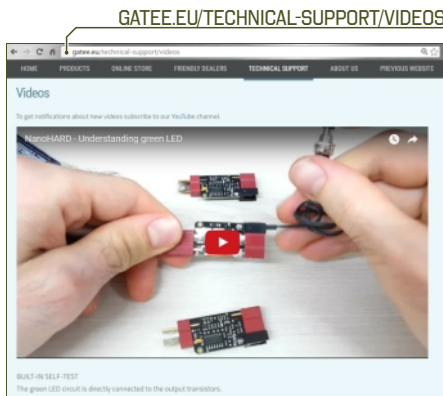 GATEE.EU/TECHNICAL-SUPPORT/VIDEOS
gatee.eu/technical-support/videos
HOME PRODUCTS ONLINE STORE FRIENDLY DEALERS TECHNICAL SUPPORT ABOUT US PREVIOUS WEBSITE
Videos
To get notifications about new videos subscribe to our YouTube channel.
NanoHARD - Understanding green LED
BUILT-IN SELF-TEST
The green LED circuit is directly connected to the output transistors.